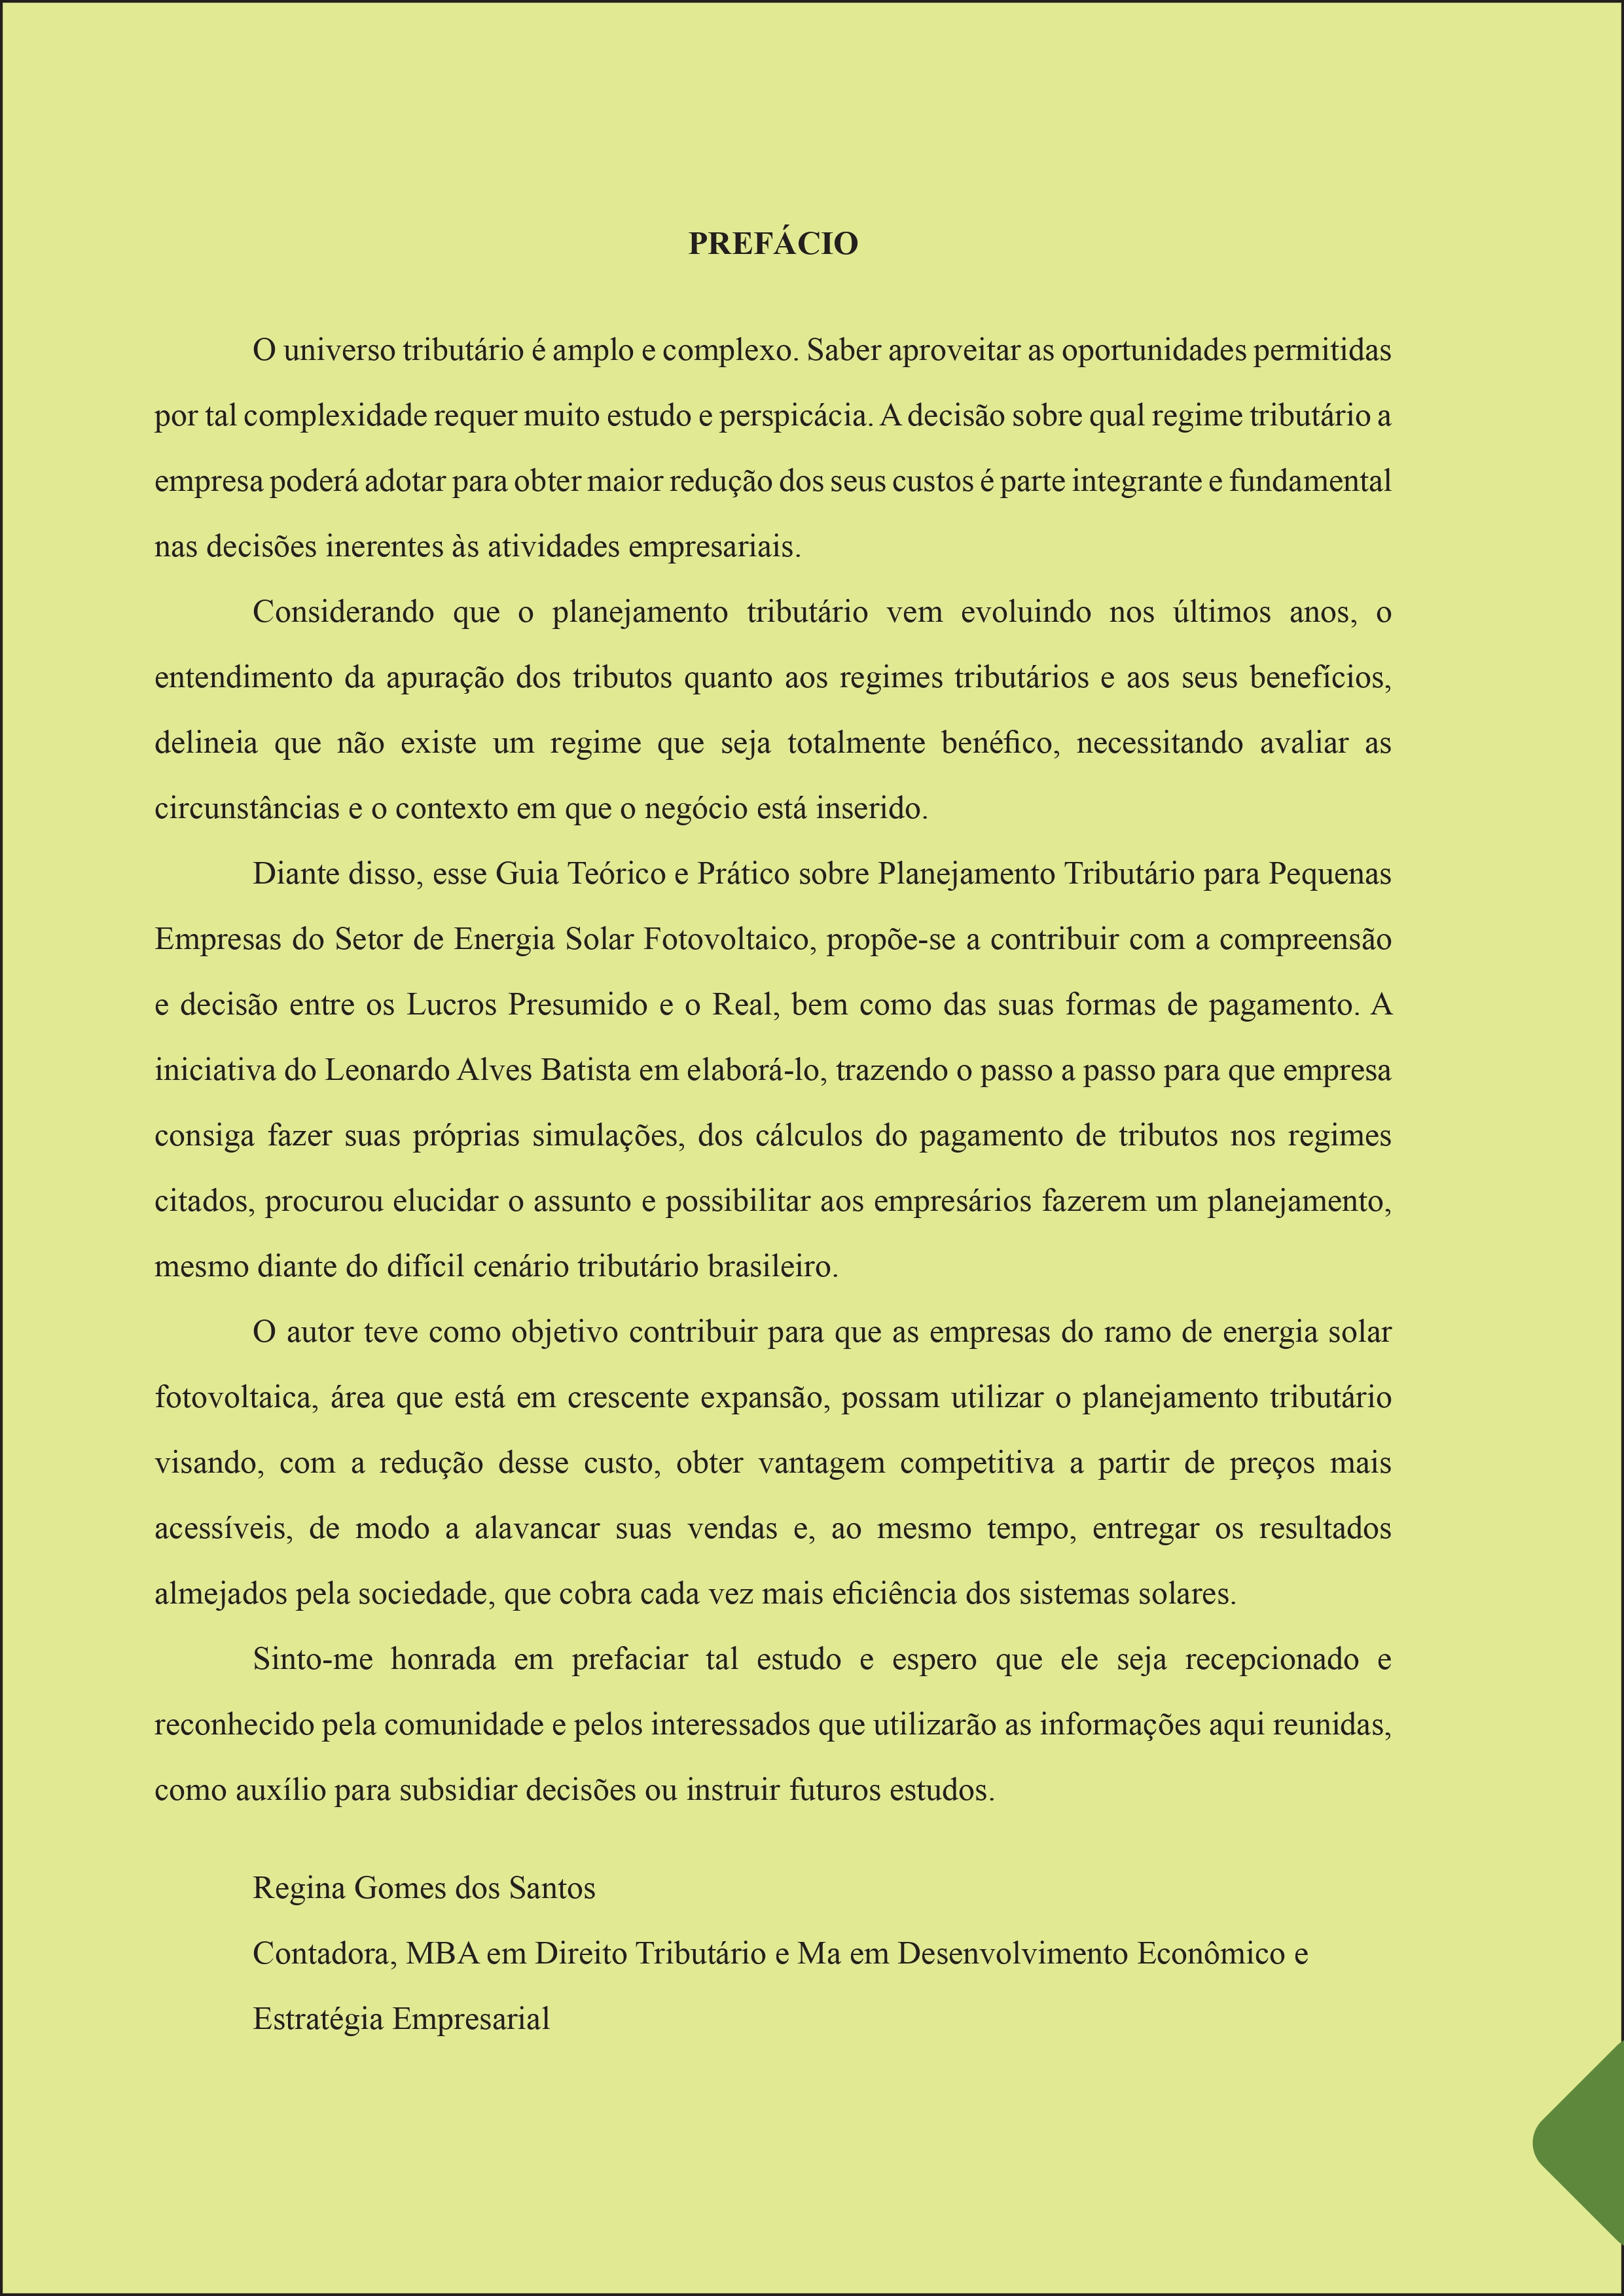 PREFÁCIO
O universo tributário é amplo e complexo. Saber aproveitar as oportunidades permitidas
por tal complexidade requer muito estudo e perspicácia. A decisão sobre qual regime tributário a
empresa poderá adotar para obter maior redução dos seus custos é parte integrante e fundamental
nas decisões inerentes às atividades empresariais.
Considerando que o planejamento tributário vem evoluindo nos últimos anos, o
entendimento da apuração dos tributos quanto aos regimes tributários e aos seus benefícios,
delineia que não existe um regime que seja totalmente benéfico, necessitando avaliar as
circunstâncias e o contexto em que o negócio está inserido.
Diante disso, esse Guia Teórico e Prático sobre Planejamento Tributário para Pequenas
Empresas do Setor de Energia Solar Fotovoltaico, propõe-se a contribuir com a compreensão
e decisão entre os Lucros Presumido e o Real, bem como das suas formas de pagamento. A
iniciativa do Leonardo Alves Batista em elaborá-lo, trazendo o passo a passo para que empresa
consiga fazer suas próprias simulações, dos cálculos do pagamento de tributos nos regimes
citados, procurou elucidar o assunto e possibilitar aos empresários fazerem um planejamento,
mesmo diante do difícil cenário tributário brasileiro.
O autor teve como objetivo contribuir para que as empresas do ramo de energia solar
fotovoltaica, área que está em crescente expansão, possam utilizar o planejamento tributário
visando, com a redução desse custo, obter vantagem competitiva a partir de preços mais
acessíveis, de modo a alavancar suas vendas e, ao mesmo tempo, entregar os resultados
almejados pela sociedade, que cobra cada vez mais eficiência dos sistemas solares.
Sinto-me honrada em prefaciar tal estudo e espero que ele seja recepcionado e
reconhecido pela comunidade e pelos interessados que utilizarão as informações aqui reunidas,
como auxílio para subsidiar decisões ou instruir futuros estudos.
Regina Gomes dos Santos
Contadora, MBA em Direito Tributário e Ma em Desenvolvimento Econômico e
Estratégia Empresarial